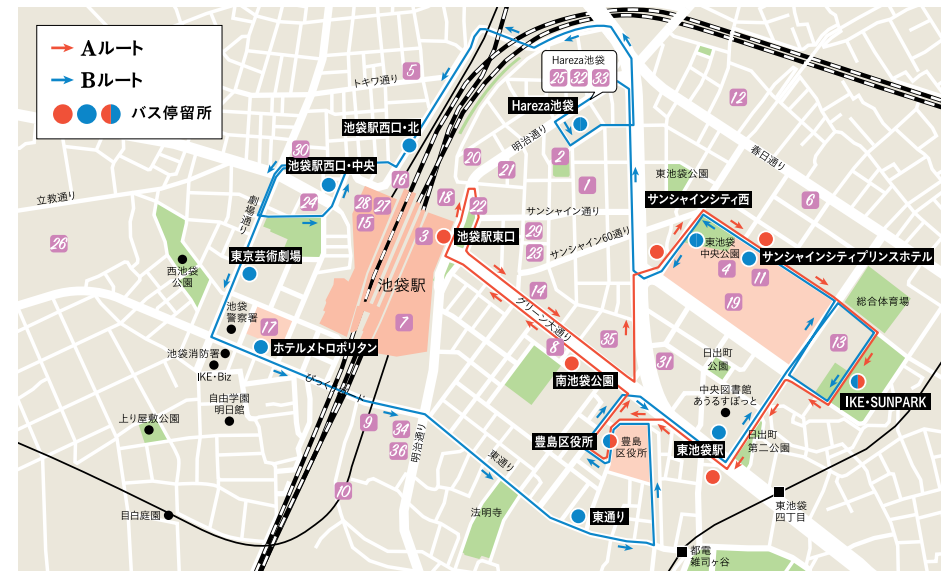 Aルート
Bルート
バス停留所
トキワ通り
5
Hareza池袋
25 32 33
Hareza池袋
12
池袋駅西口・北
明治通り
春日通り
30
池袋駅西口・中央
20
21
2
1
東池袋公園
16
立教通り
劇場通り
24
28 27
15
18
22
サンシャイン通り
サンシャインシティ西
6
26
3
池袋駅東口
29
23
サンシャイン60通り
東池袋
中央公園
サンシャインシティプリンスホテル
4
11
西池袋
公園
東京芸術劇場
池袋駅
14
グリーン大通り
19
総合体育場
池袋
警察署
17
7
8
35
13
池袋消防署
ホテルメトロポリタン
IKE・Biz
びっくりガード
南池袋公園
31
日出町
公園
中央図書館
あうるすぽっと
IKE・SUNPARK
自由学園
明日館
上り屋敷公園
9
34
36
明治通り
豊島区役所
豊島
区役所
東池袋駅
日出町
第二公園
東通り
10
目白庭園
法明寺
東通り
東池袋
四丁目
都電
雑司ヶ谷